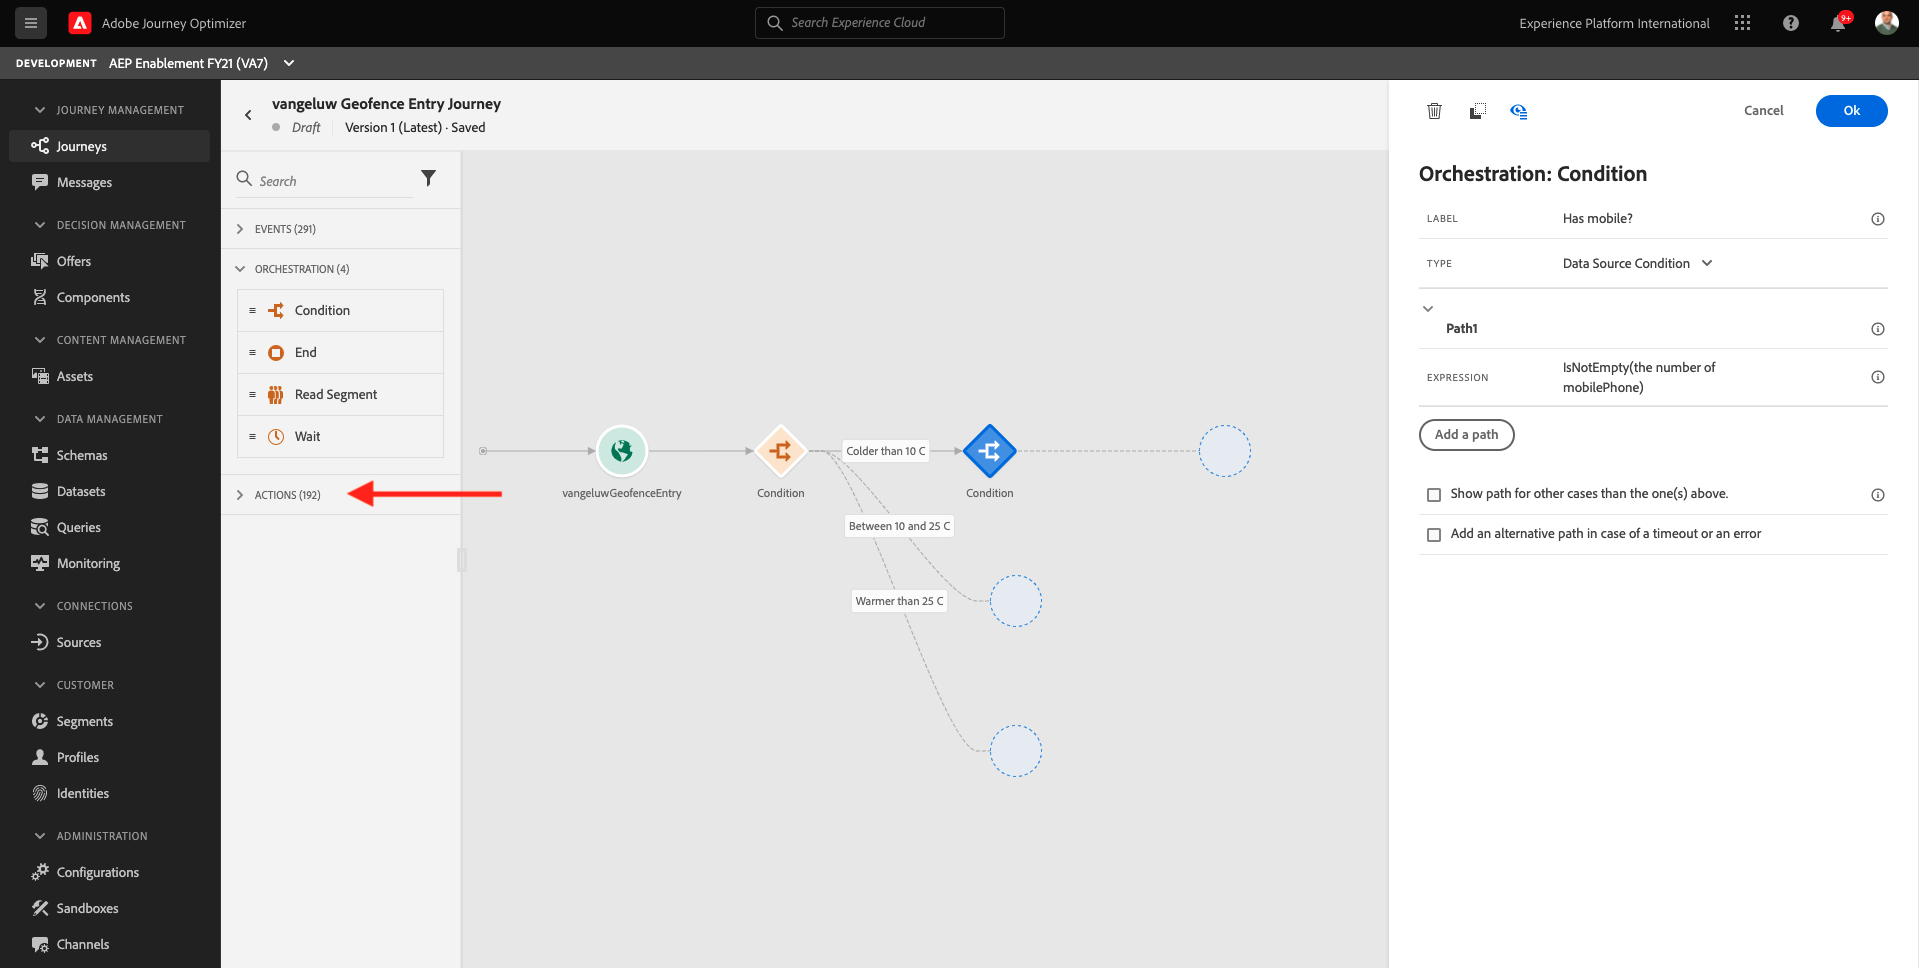 Adobe Journey Optimizer
Search Experience Cloud
Experience Platform International
9+
DEVELOPMENT AEP Enablement FY21 (VA7)
JOURNEY MANAGEMENT
Journeys
Messages
DECISION MANAGEMENT
Offers
Components
CONTENT MANAGEMENT
Assets
DATA MANAGEMENT
Schemas
Datasets
Queries
Monitoring
CONNECTIONS
Sources
CUSTOMER
Segments
Profiles
Identities
ADMINISTRATION
Configurations
Sandboxes
Channels
vangeluw Geofence Entry Journey
Draft Version 1 (Latest) · Saved
Search
EVENTS (291)
ORCHESTRATION (4)
Condition
End
Read Segment
Wait
ACTIONS (192)
vangeluwGeofenceEntry
Condition
Colder than 10 C
Condition
Between 10 and 25 C
Warmer than 25 C
Cancel
Ok
Orchestration: Condition
LABEL Has mobile?
TYPE Data Source Condition
Path1
EXPRESSION IsNotEmpty(the number of
mobilePhone)
Add a path
Show path for other cases than the one(s) above.
Add an alternative path in case of a timeout or an error